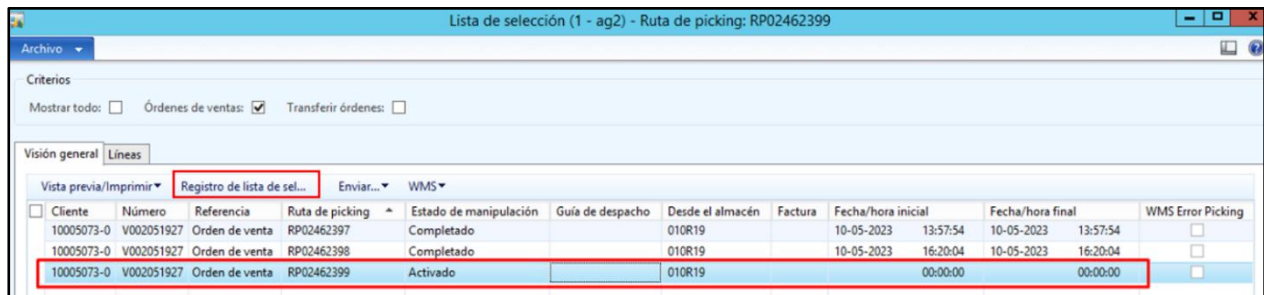 Lista de selección (1 - ag2) - Ruta de picking: RP02462399
Archivo
Criterios
Mostrar todo: Órdenes de ventas: Transferir órdenes:
Visión general Líneas
Vista previa/Imprimir Registro de lista de sel... Enviar... WMS
Cliente Número Referencia Ruta de picking Estado de manipulación Guía de despacho Desde el almacén Factura Fecha/hora inicial Fecha/hora final WMS Error Picking
10005073-0 V002051927 Orden de venta RP02462397 Completado 010R19 10-05-2023 13:57:54 10-05-2023 13:57:54
10005073-0 V002051927 Orden de venta RP02462398 Completado 010R19 10-05-2023 16:20:04 10-05-2023 16:20:04
10005073-0 V002051927 Orden de venta RP02462399 Activado 010R19 00:00:00 00:00:00